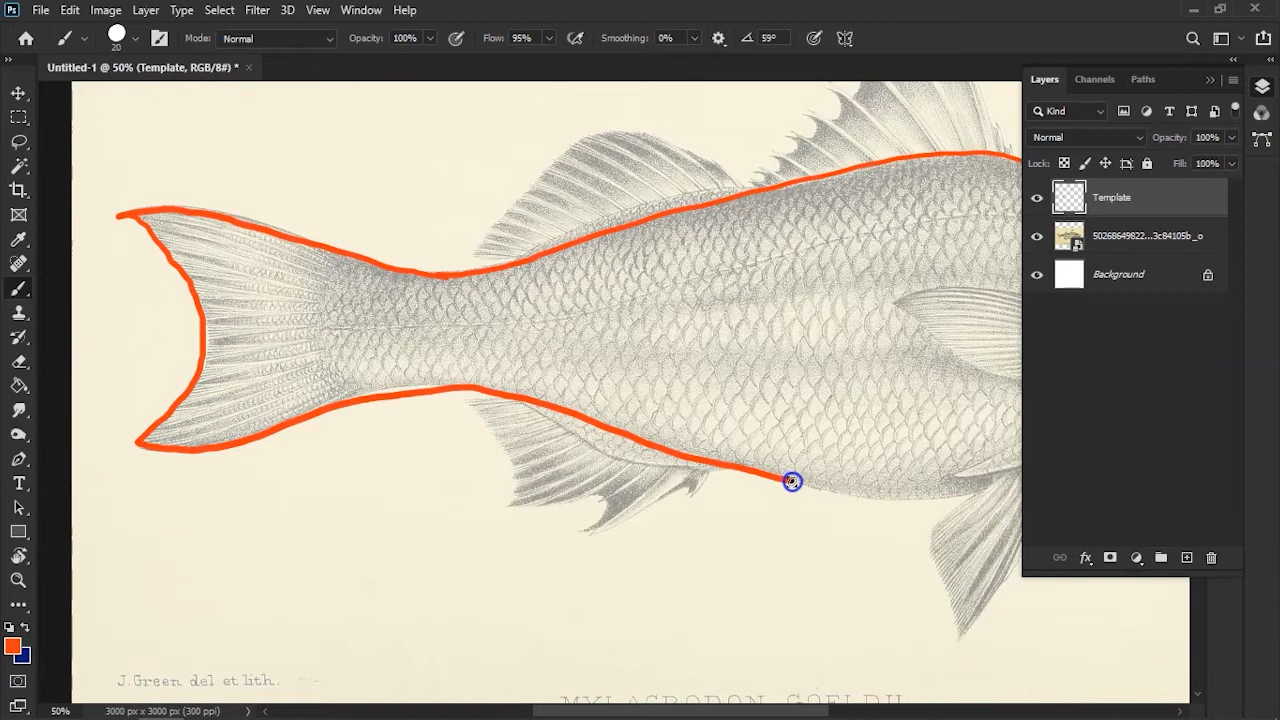 Ps File Edit Image Layer Type Select Filter 3D View Window Help
20 Mode: Normal Opacity: 100% Flow: 95% Smoothing: 0% 59°
Untitled-1 @ 50% (Template, RGB/8#) * ×
Layers Channels Paths
Kind
Normal Opacity: 100%
Lock: Fill: 100%
Template
50268649822...3c84105b_o
Background
J.Green del. et lith.
50% 3000 px x 3000 px (300 ppi)